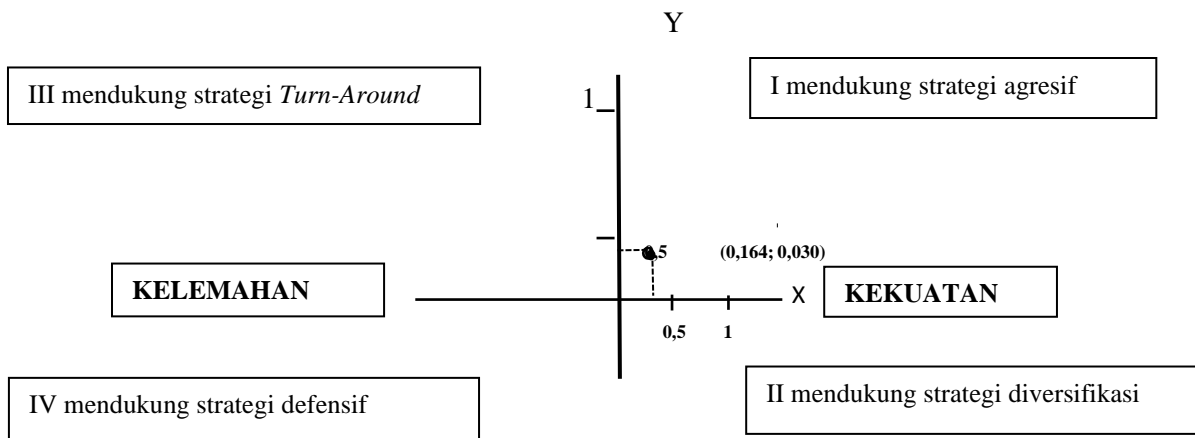 Y
III mendukung strategi Turn-Around
I mendukung strategi agresif
1
0,5
(0,164; 0,030)
KELEMAHAN
X
KEKUATAN
0,5
1
IV mendukung strategi defensif
II mendukung strategi diversifikasi